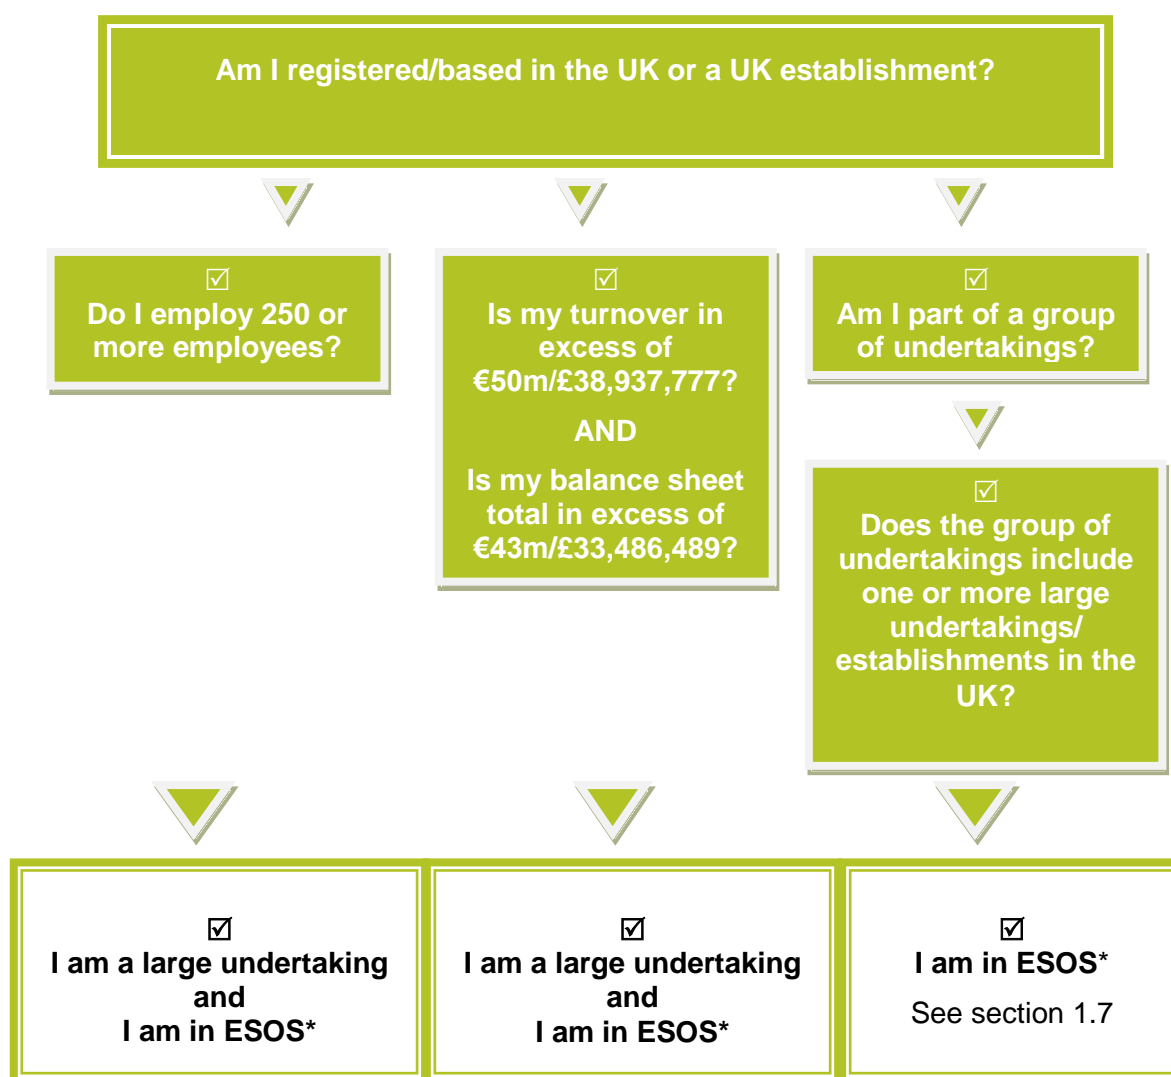 Am I registered/based in the UK or a UK establishment?
☑
Do I employ 250 or
more employees?
☑
Is my turnover in
excess of
€50m/£38,937,777?
AND
Is my balance sheet
total in excess of
€43m/£33,486,489?
☑
Am I part of a group
of undertakings?
☑
Does the group of
undertakings include
one or more large
undertakings/
establishments in the
UK?
☑
I am a large undertaking
and
I am in ESOS*
☑
I am a large undertaking
and
I am in ESOS*
☑
I am in ESOS*
See section 1.7